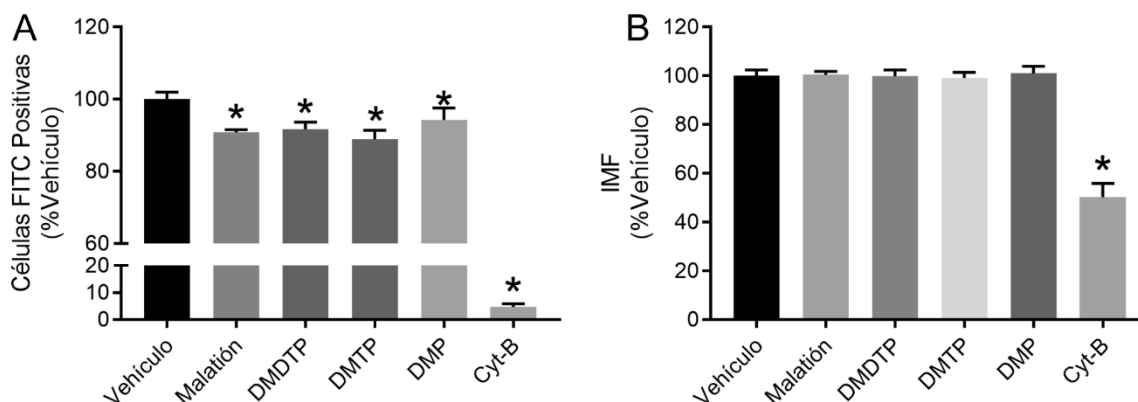 A
Células FITC Positivas
(%Vehículo)
120
100
80
60
20
10
0
*
*
*
*
*
Vehículo
Malatión
DMDTP
DMTP
DMP
Cyt-B
B
IMF
(%Vehículo)
120
100
80
60
40
20
0
*
Vehículo
Malatión
DMDTP
DMTP
DMP
Cyt-B